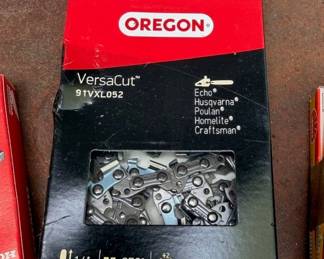 OREGON®
VersaCut™
91VXL052
Echo®
Husqvarna®
Poulan®
Homelite®
Craftsman®